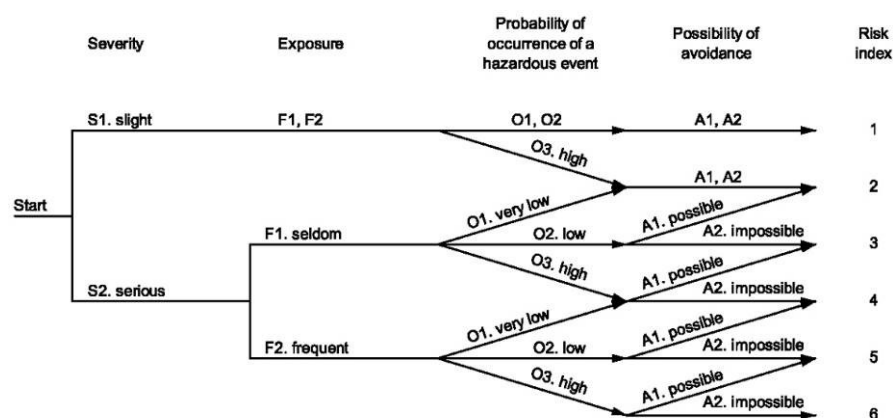 Severity
Exposure
Probability of
occurrence of a
hazardous event
Possibility of
avoidance
Risk
index
S1. slight
F1, F2
O1, O2
A1, A2
1
O3. high
A1, A2
2
Start
O1. very low
A1. possible
F1. seldom
O2. low
A2. impossible
3
O3. high
A1. possible
S2. serious
A2. impossible
4
O1. very low
A1. possible
F2. frequent
O2. low
A2. impossible
5
O3. high
A1. possible
A2. impossible
6